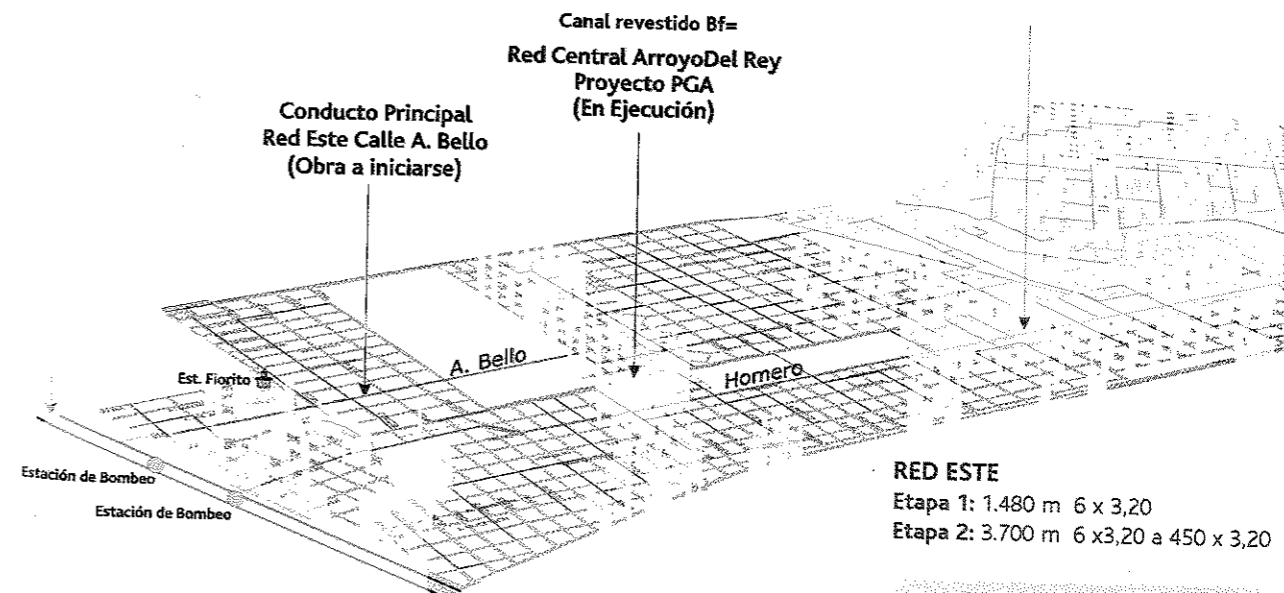 Canal revestido Bf=
Red Central ArroyoDel Rey
Proyecto PGA
(En Ejecución)
Conducto Principal
Red Este Calle A. Bello
(Obra a iniciarse)
A. Bello
Homero
Est. Fiorito
Estación de Bombeo
Estación de Bombeo
RED ESTE
Etapa 1: 1.480 m 6 x 3,20
Etapa 2: 3.700 m 6 x3,20 a 450 x 3,20